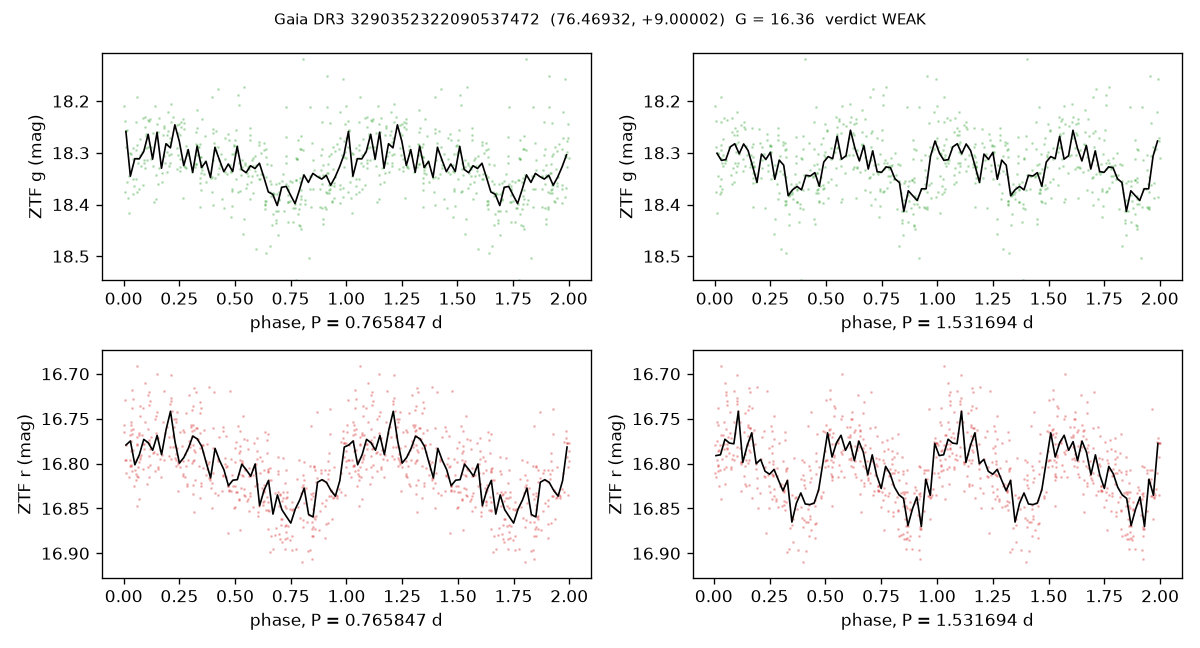 Gaia DR3 3290352322090537472 (76.46932, +9.00002) G = 16.36 verdict WEAK
ZTF g (mag)
18.2
18.3
18.4
18.5
0.00 0.25 0.50 0.75 1.00 1.25 1.50 1.75 2.00
phase, P = 0.765847 d
ZTF g (mag)
18.2
18.3
18.4
18.5
0.00 0.25 0.50 0.75 1.00 1.25 1.50 1.75 2.00
phase, P = 1.531694 d
ZTF r (mag)
16.70
16.75
16.80
16.85
16.90
0.00 0.25 0.50 0.75 1.00 1.25 1.50 1.75 2.00
phase, P = 0.765847 d
ZTF r (mag)
16.70
16.75
16.80
16.85
16.90
0.00 0.25 0.50 0.75 1.00 1.25 1.50 1.75 2.00
phase, P = 1.531694 d